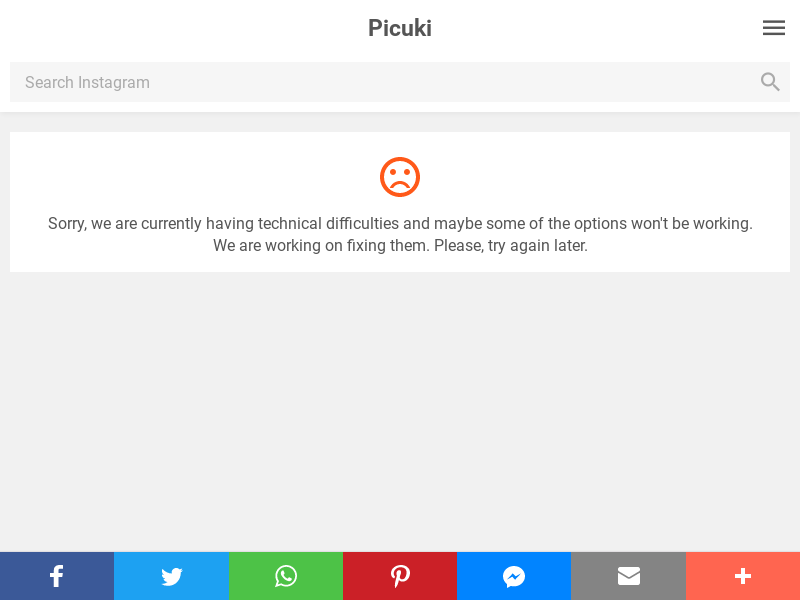 Picuki
Search Instagram
Sorry, we are currently having technical difficulties and maybe some of the options won't be working.
We are working on fixing them. Please, try again later.